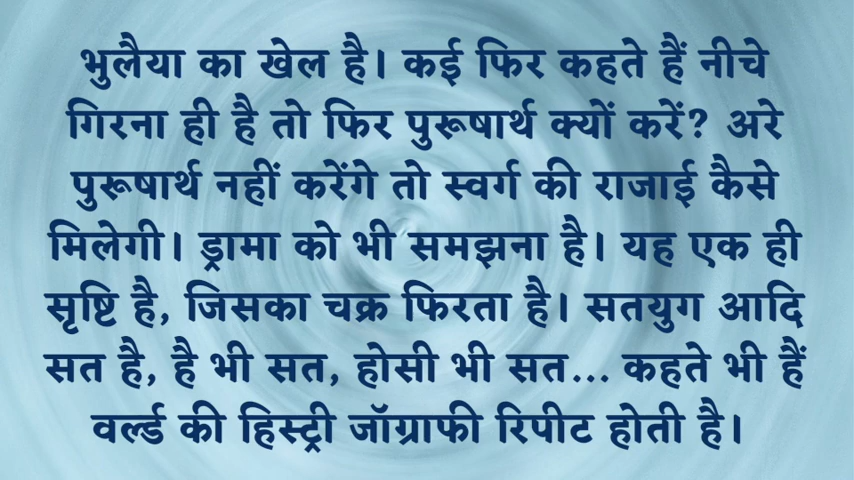 भुलैया का खेल है। कई फिर कहते हैं नीचे
गिरना ही है तो फिर पुरूषार्थ क्यों करें? अरे
पुरूषार्थ नहीं करेंगे तो स्वर्ग की राजाई कैसे
मिलेगी। ड्रामा को भी समझना है। यह एक ही
सृष्टि है, जिसका चक्र फिरता है। सतयुग आदि
सत है, है भी सत, होसी भी सत... कहते भी हैं
वर्ल्ड की हिस्ट्री जॉग्राफी रिपीट होती है।